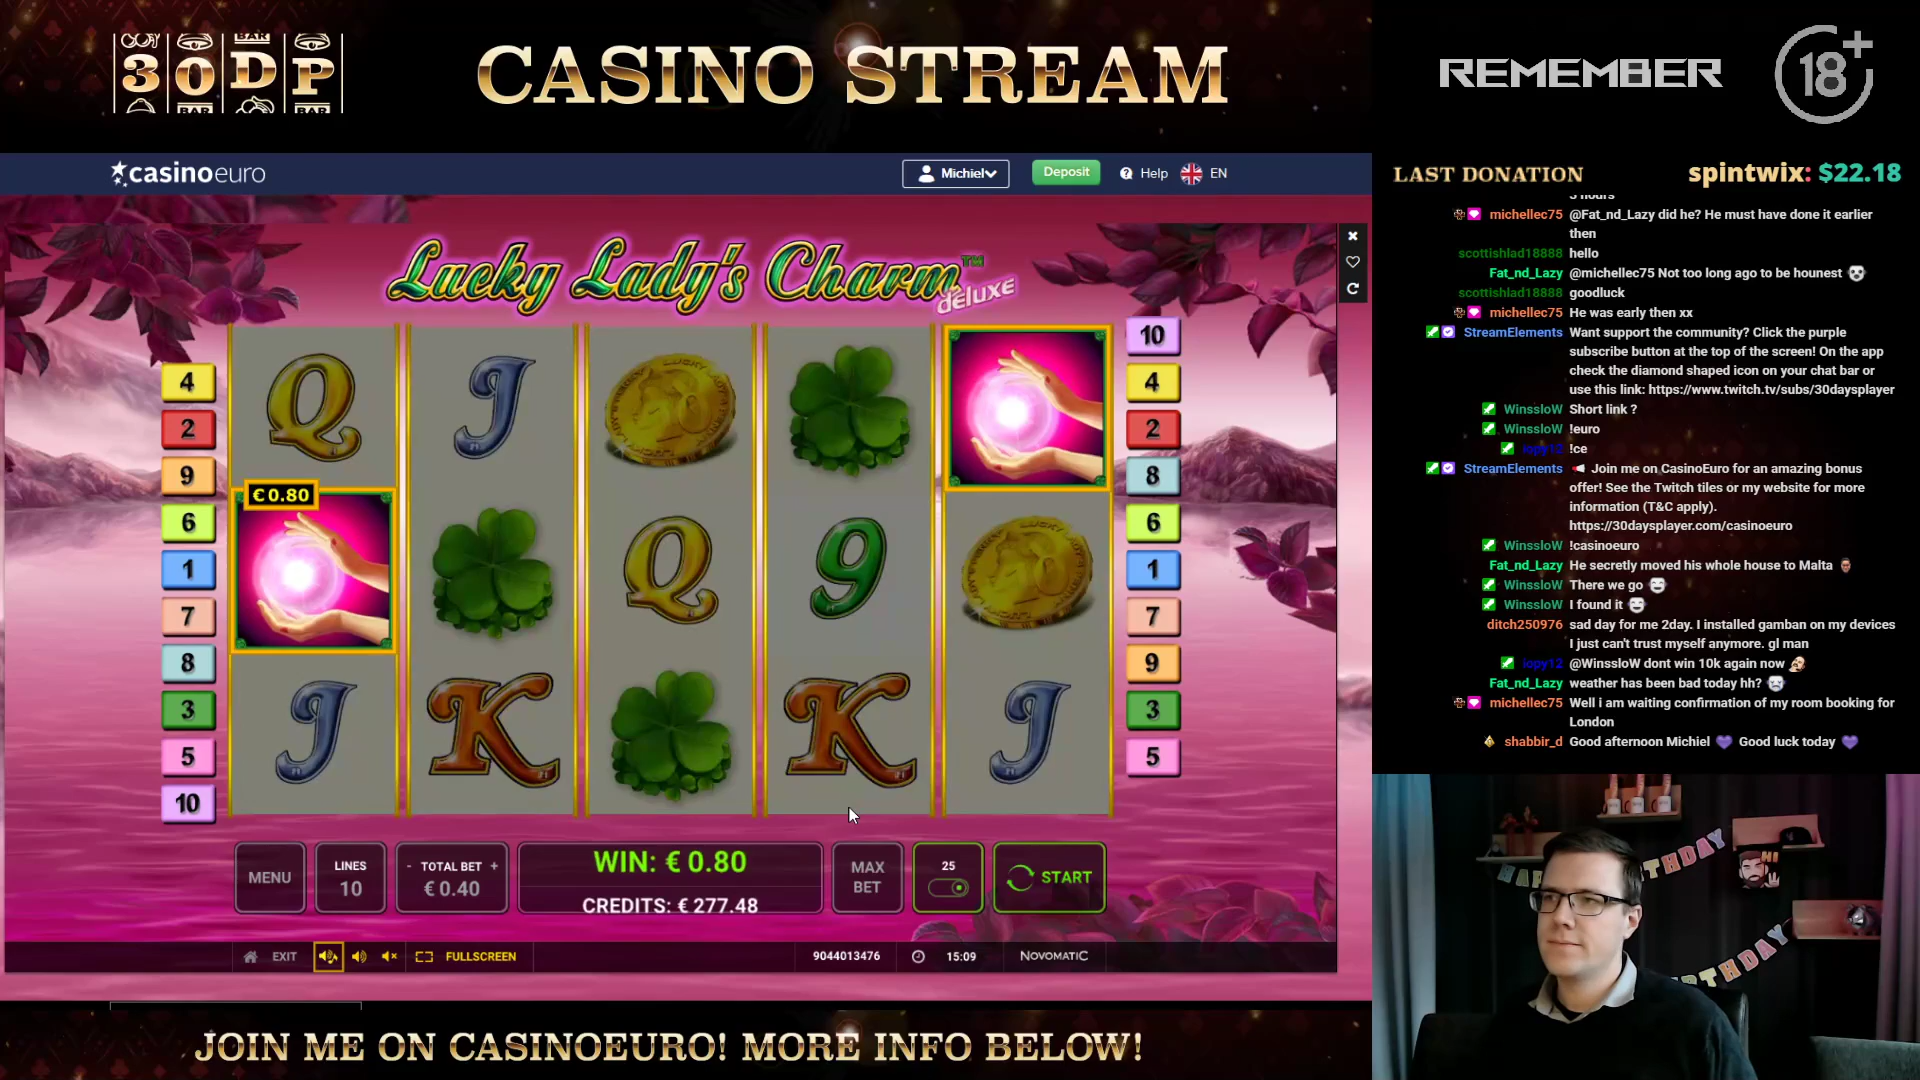 30DP
BAR
BAR
BAR
CASINO STREAM
REMEMBER
18+
casinoeuro
Michiel
Deposit
Help
EN
LAST DONATION
spintwix: $22.18
Lucky Lady's Charm™
deluxe
4
2
9
6
1
7
8
3
5
10
Q
J
€ 0.80
Q
9
J
K
K
J
10
4
2
8
6
1
7
9
3
5
MENU
LINES
10
- TOTAL BET +
€ 0.40
WIN: € 0.80
CREDITS: € 277.48
MAX
BET
25
START
EXIT
FULLSCREEN
9044013476
15:09
NOVOMATIC
JOIN ME ON CASINOEURO! MORE INFO BELOW!
michellec75 @Fat_nd_Lazy did he? He must have done it earlier
then
scottishlad18888 hello
Fat_nd_Lazy @michellec75 Not too long ago to be hounest
scottishlad18888 goodluck
michellec75 He was early then xx
StreamElements Want support the community? Click the purple
subscribe button at the top of the screen! On the app
check the diamond shaped icon on your chat bar or
use this link: https://www.twitch.tv/subs/30daysplayer
WinssloW Short link ?
WinssloW !euro
iopy12 !ce
StreamElements Join me on CasinoEuro for an amazing bonus
offer! See the Twitch tiles or my website for more
information (T&C apply).
https://30daysplayer.com/casinoeuro
WinssloW !casinoeuro
Fat_nd_Lazy He secretly moved his whole house to Malta
WinssloW There we go
WinssloW I found it
ditch250976 sad day for me 2day. I installed gamban on my devices
I just can't trust myself anymore. gl man
iopy12 @WinssloW dont win 10k again now
Fat_nd_Lazy weather has been bad today hh?
michellec75 Well i am waiting confirmation of my room booking for
London
shabbir_d Good afternoon Michiel Good luck today